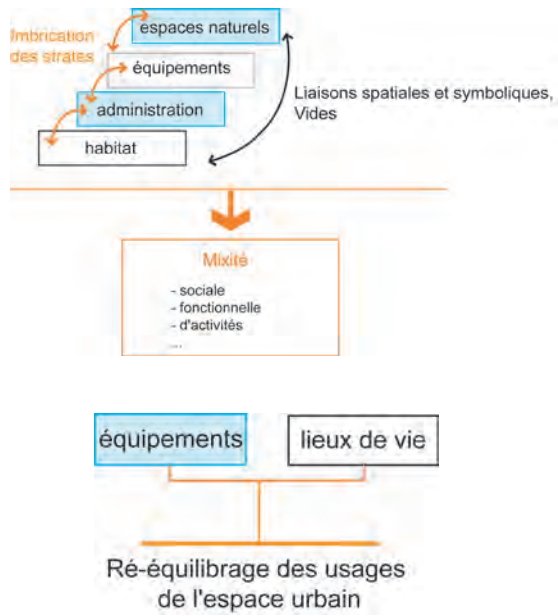 espaces naturels
Imbrication
des strates
équipements
administration
habitat
Liaisons spatiales et symboliques,
Vides
Mixité
- sociale
- fonctionnelle
- d'activités
...
équipements
lieux de vie
Ré-équilibrage des usages
de l'espace urbain